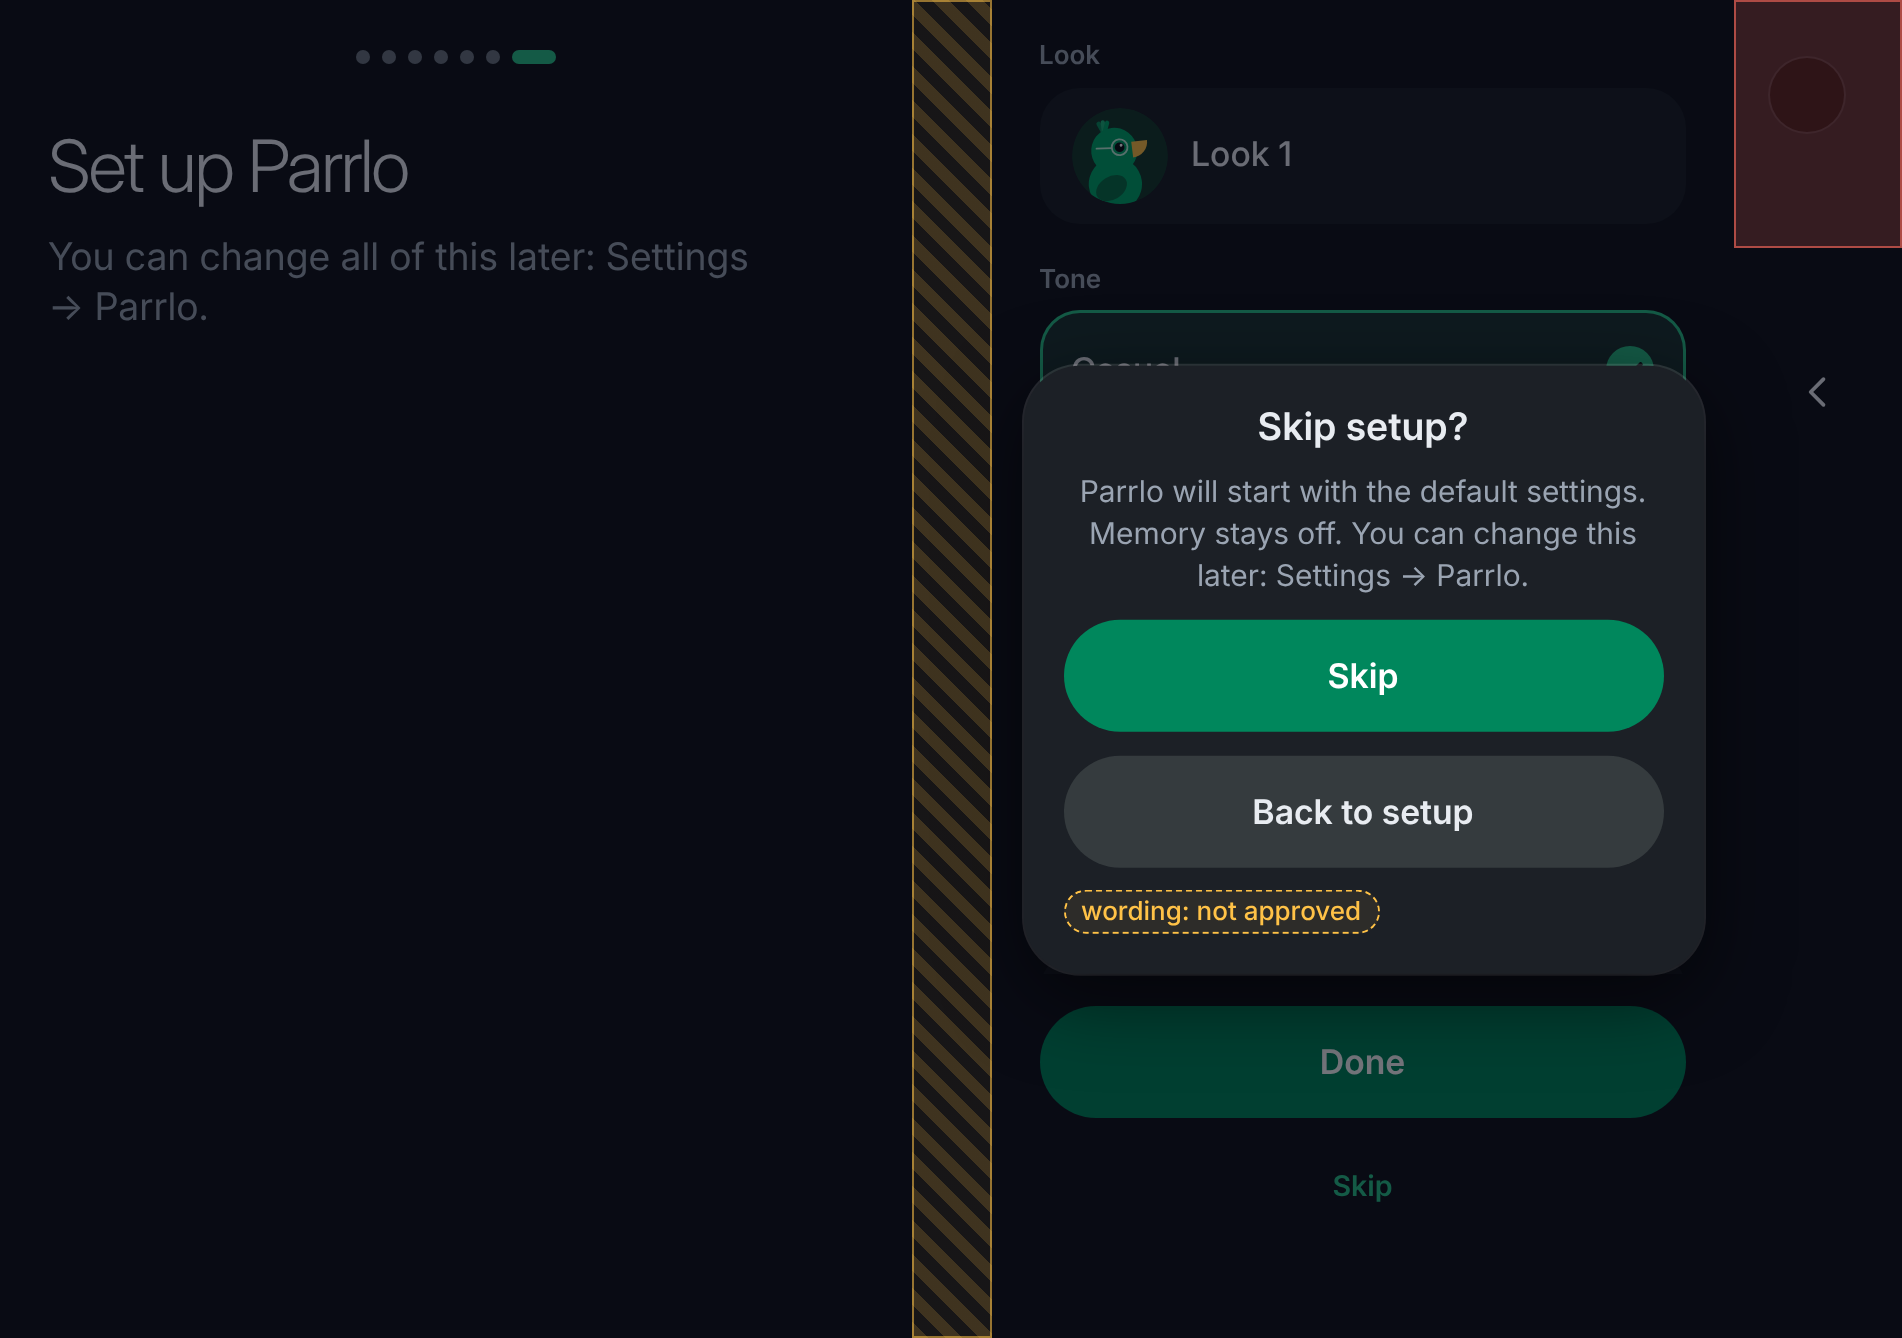 Set up Parrlo
You can change all of this later: Settings
→ Parrlo.
Look
Look 1
Tone
Skip setup?
Parrlo will start with the default settings.
Memory stays off. You can change this
later: Settings → Parrlo.
Skip
Back to setup
wording: not approved
Done
Skip